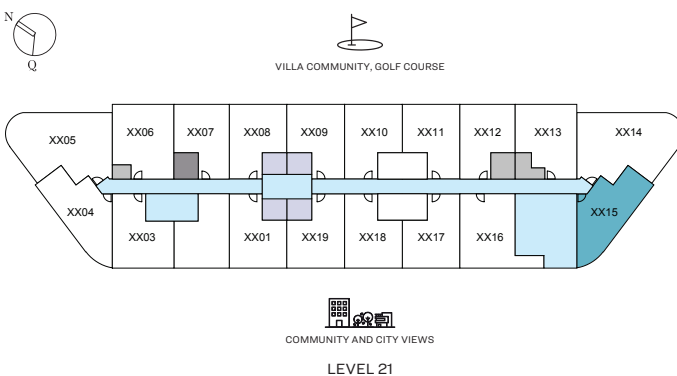 N
Q
VILLA COMMUNITY, GOLF COURSE
XX05
XX06
XX07
XX08
XX09
XX10
XX11
XX12
XX13
XX14
XX04
XX03
XX01
XX19
XX18
XX17
XX16
XX15
COMMUNITY AND CITY VIEWS
LEVEL 21